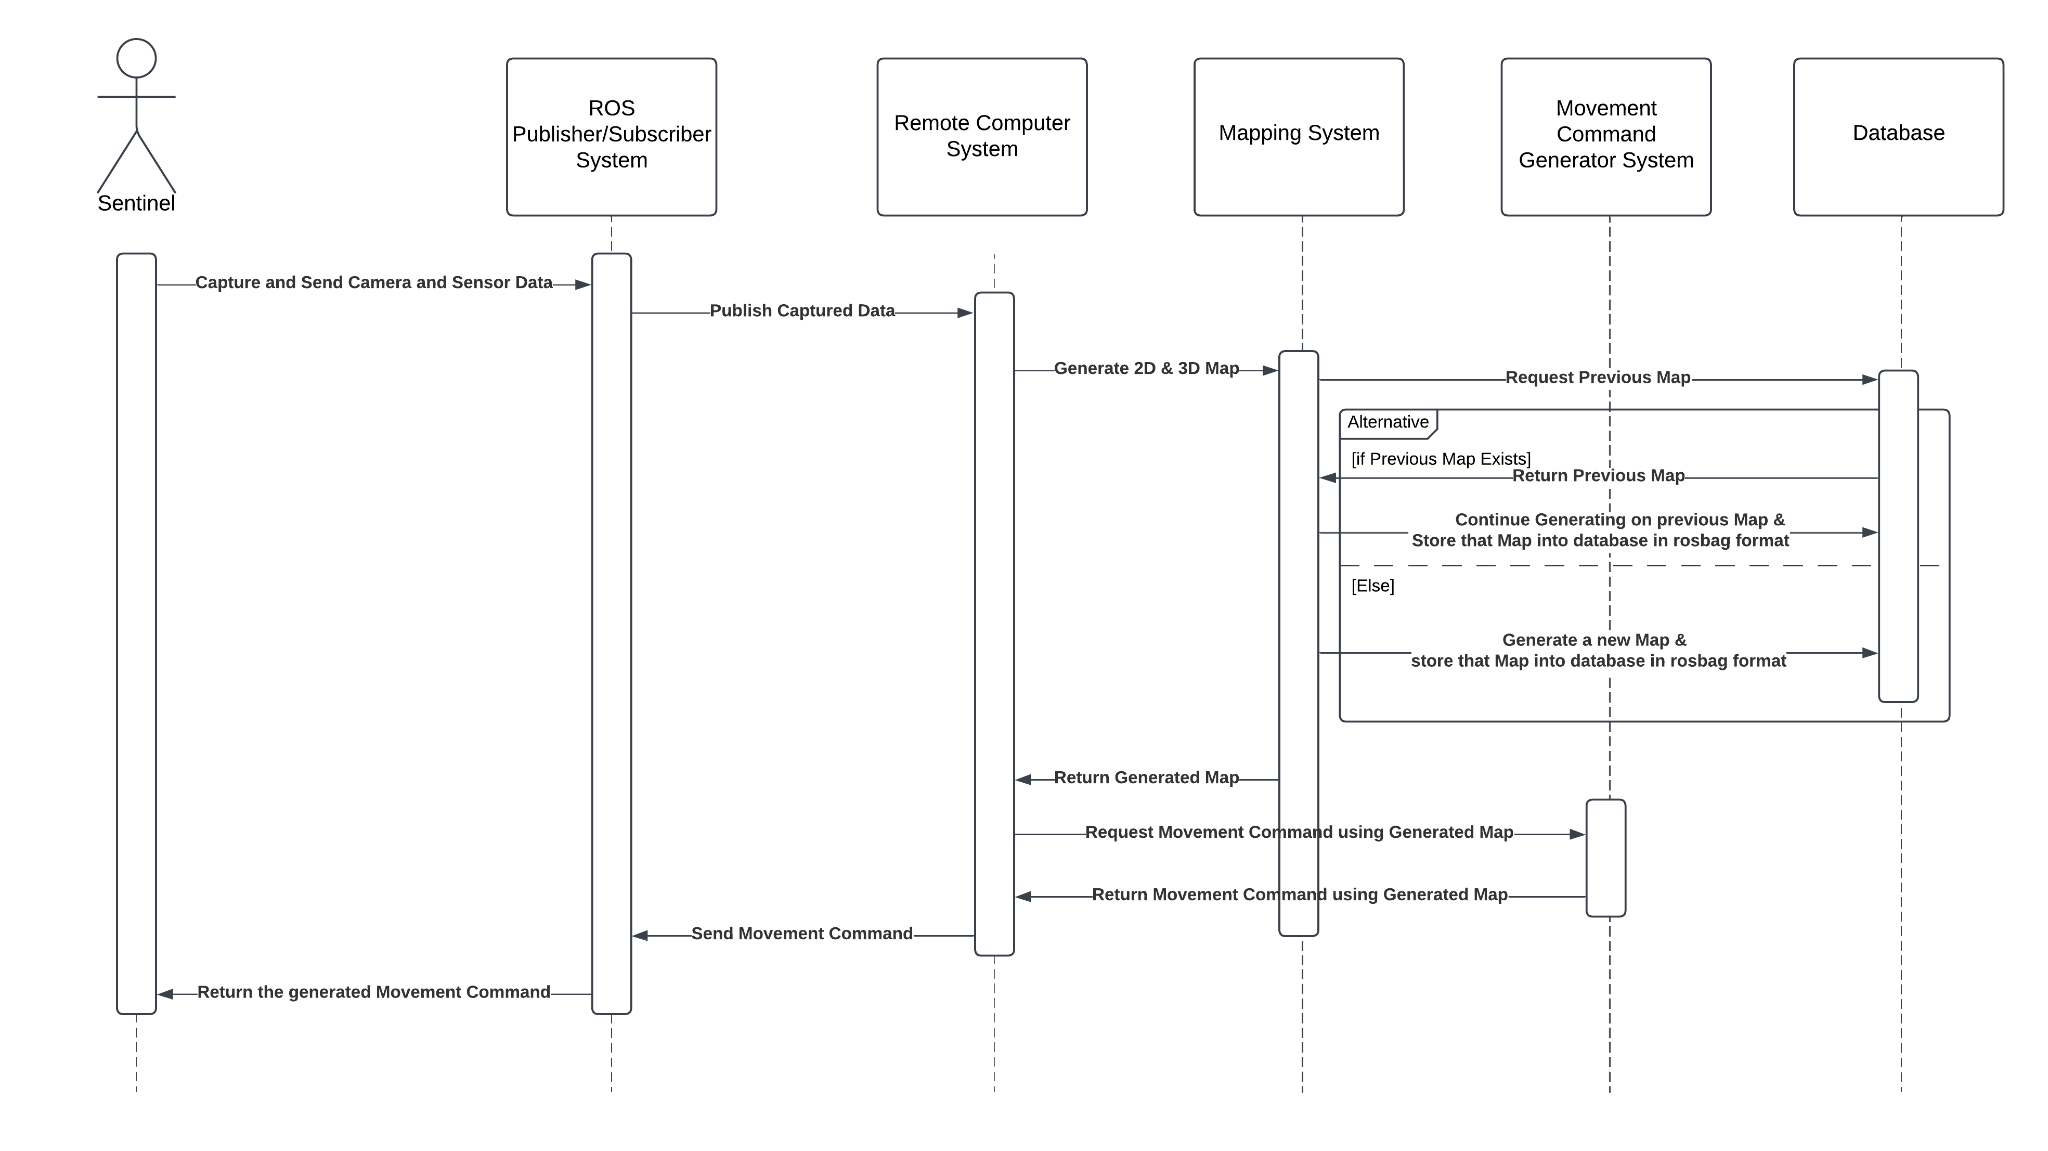 Sentinel
ROS
Publisher/Subscriber
System
Remote Computer
System
Mapping System
Movement
Command
Generator System
Database
Capture and Send Camera and Sensor Data
Publish Captured Data
Generate 2D & 3D Map
Request Previous Map
Alternative
[if Previous Map Exists]
Return Previous Map
Continue Generating on previous Map &
Store that Map into database in rosbag format
[Else]
Generate a new Map &
store that Map into database in rosbag format
Return Generated Map
Request Movement Command using Generated Map
Return Movement Command using Generated Map
Send Movement Command
Return the generated Movement Command